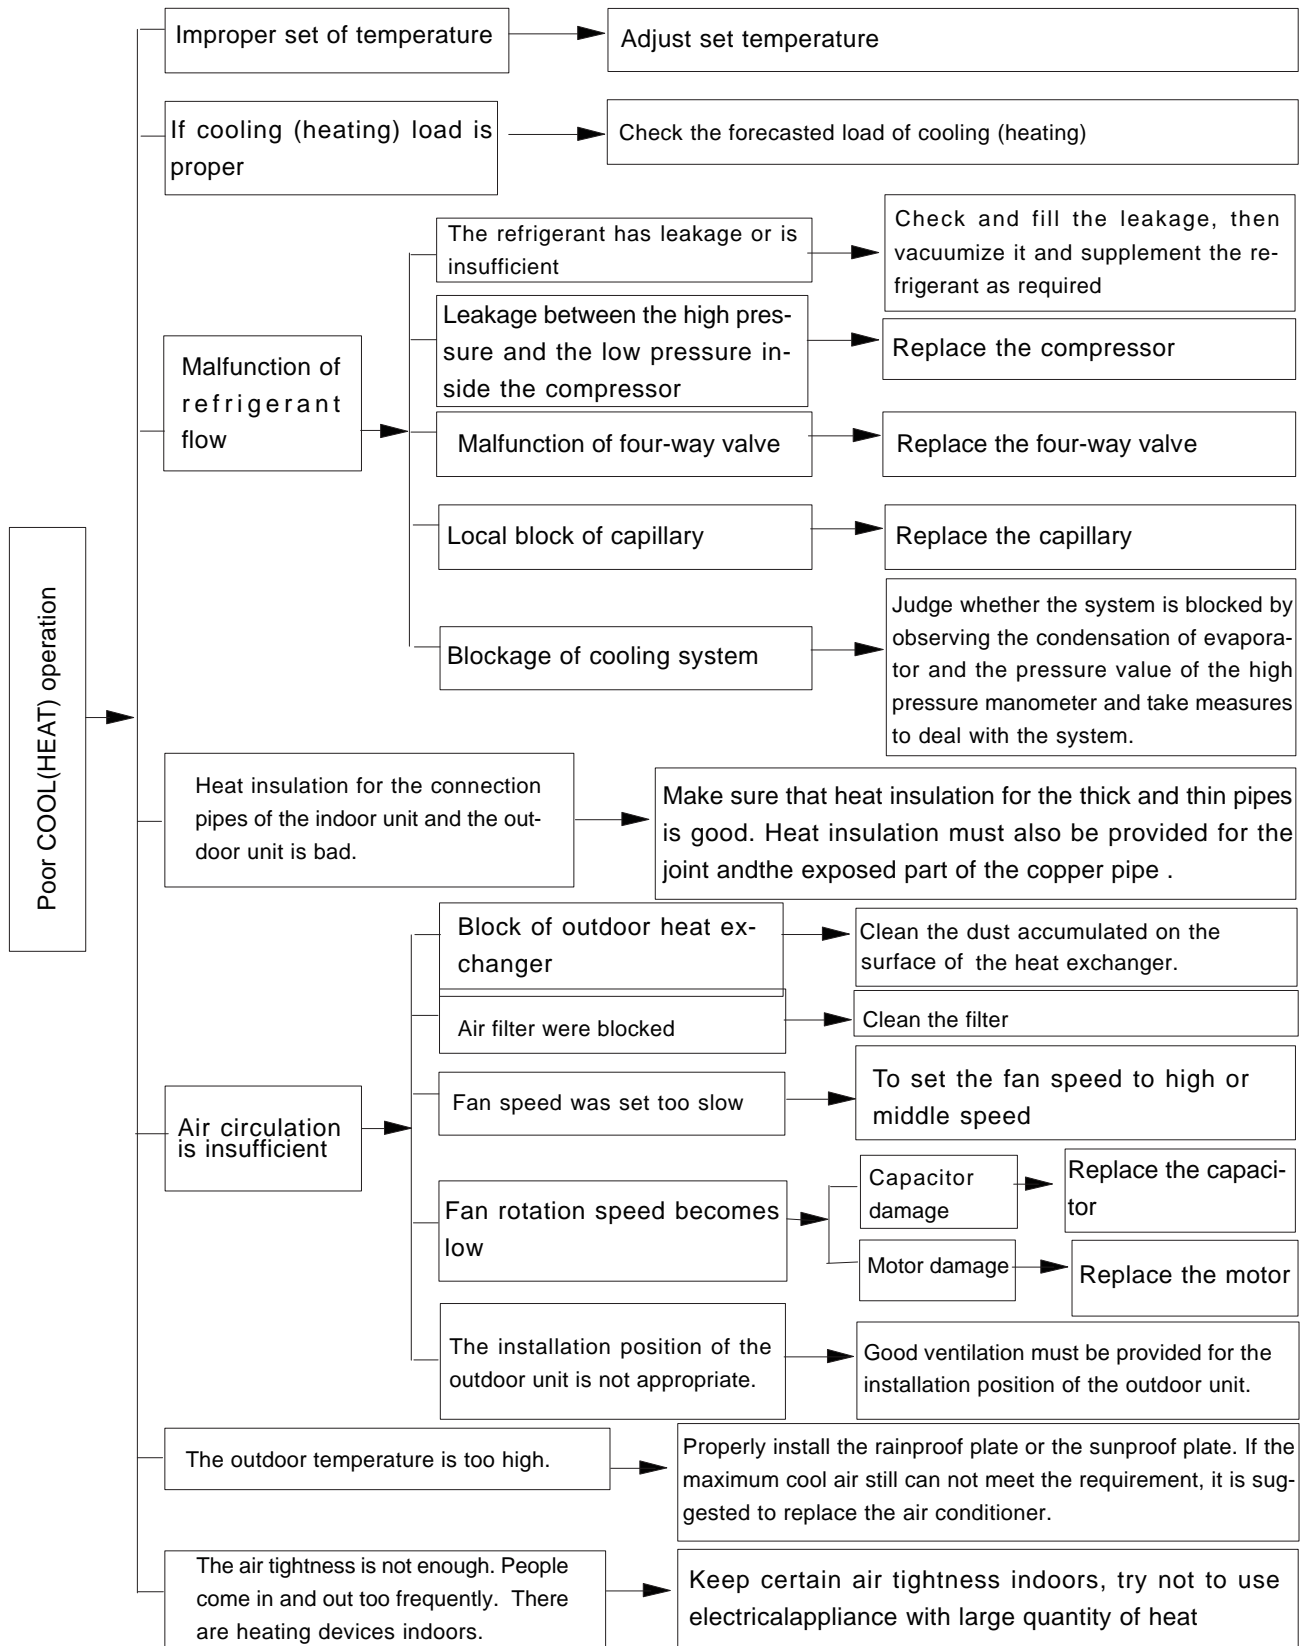 Improper set of temperature
Adjust set temperature
If cooling (heating) load is
proper
Check the forecasted load of cooling (heating)
Malfunction of
refrigerant
flow
The refrigerant has leakage or is
insufficient
Check and fill the leakage, then
vacuumize it and supplement the re-
frigerant as required
Leakage between the high pres-
sure and the low pressure in-
side the compressor
Replace the compressor
Malfunction of four-way valve
Replace the four-way valve
Local block of capillary
Replace the capillary
Blockage of cooling system
Judge whether the system is blocked by
observing the condensation of evapora-
tor and the pressure value of the high
pressure manometer and take measures
to deal with the system.
Poor COOL(HEAT) operation
Heat insulation for the connection
pipes of the indoor unit and the out-
door unit is bad.
Make sure that heat insulation for the thick and thin pipes
is good. Heat insulation must also be provided for the
joint andthe exposed part of the copper pipe .
Air circulation
is insufficient
Block of outdoor heat ex-
changer
Clean the dust accumulated on the
surface of the heat exchanger.
Air filter were blocked
Clean the filter
Fan speed was set too slow
To set the fan speed to high or
middle speed
Fan rotation speed becomes
low
Capacitor
damage
Replace the capaci-
tor
Motor damage
Replace the motor
The installation position of the
outdoor unit is not appropriate.
Good ventilation must be provided for the
installation position of the outdoor unit.
The outdoor temperature is too high.
Properly install the rainproof plate or the sunproof plate. If the
maximum cool air still can not meet the requirement, it is sug-
gested to replace the air conditioner.
The air tightness is not enough. People
come in and out too frequently. There
are heating devices indoors.
Keep certain air tightness indoors, try not to use
electricalappliance with large quantity of heat